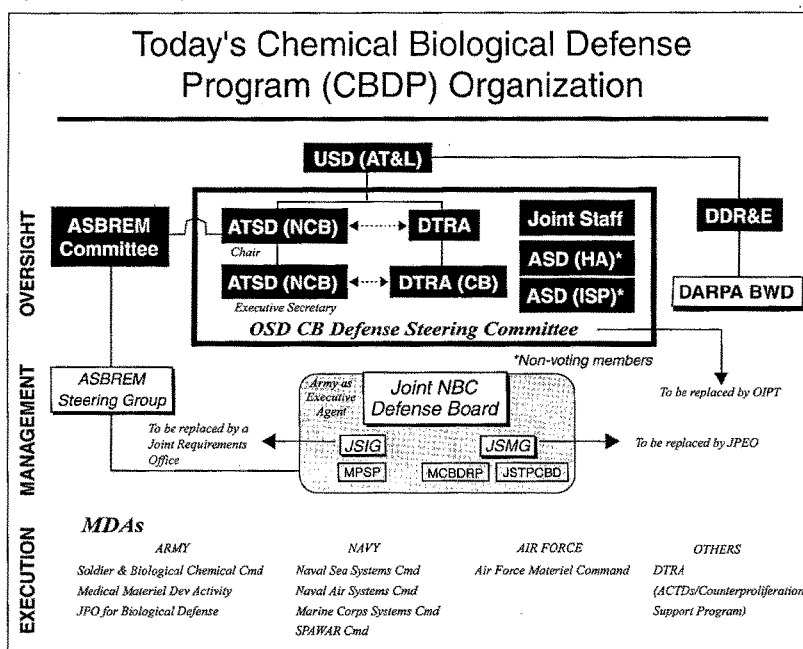 Today's Chemical Biological Defense
Program (CBDP) Organization
OVERSIGHT
USD (AT&L)
ASBREM
Committee
ATSD (NCB)
Chair
DTRA
Joint Staff
DDR&E
ASD (HA)*
ATSD (NCB)
Executive Secretary
DTRA (CB)
ASD (ISP)*
DARPA BWD
OSD CB Defense Steering Committee
*Non-voting members
MANAGEMENT
ASBREM
Steering Group
Army as
Executive
Agent
Joint NBC
Defense Board
To be replaced by OIPT
To be replaced by a
Joint Requirements
Office
JSIG
JSMG
To be replaced by JPEO
MPSP
MCBDRP
JSTPCBD
EXECUTION
MDAs
ARMY
Soldier & Biological Chemical Cmd
Medical Materiel Dev Activity
JPO for Biological Defense
NAVY
Naval Sea Systems Cmd
Naval Air Systems Cmd
Marine Corps Systems Cmd
SPAWAR Cmd
AIR FORCE
Air Force Materiel Command
OTHERS
DTRA
(ACTDs/Counterproliferation
Support Program)